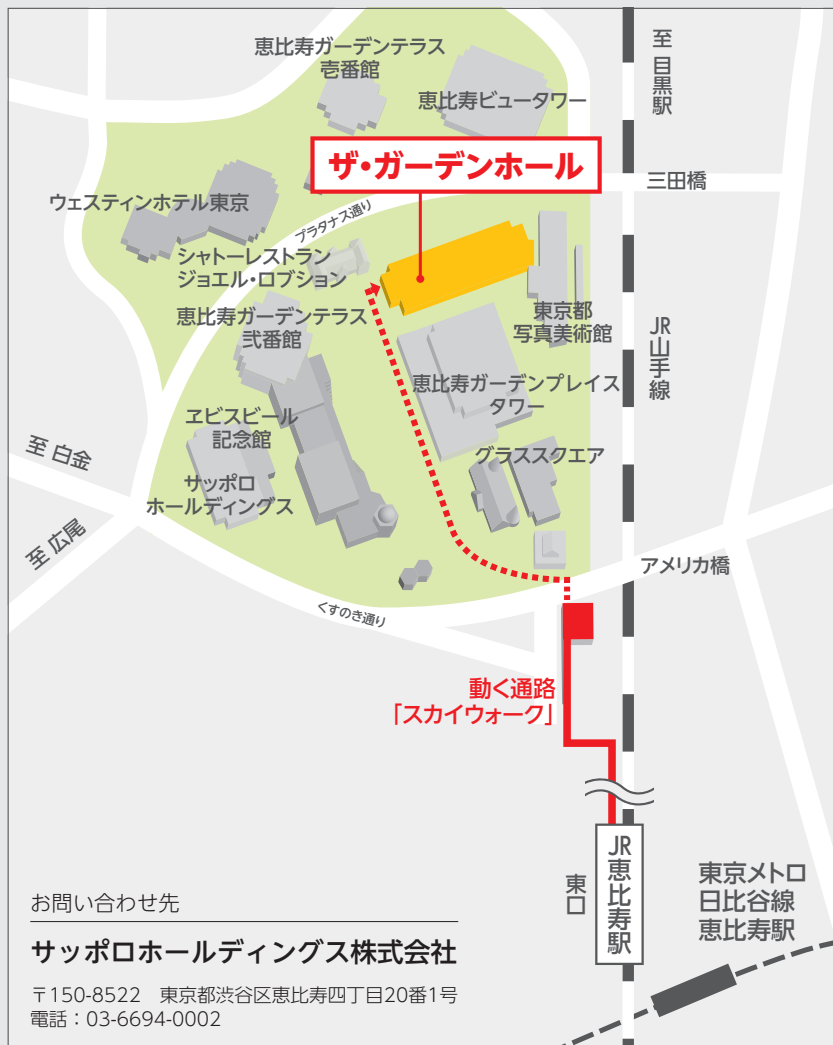 恵比寿ガーデンテラス
壱番館
恵比寿ビュータワー
至 目黒駅
ザ・ガーデンホール
三田橋
ウェスティンホテル東京
プラタナス通り
シャトーレストラン
ジョエル・ロブション
東京都
写真美術館
恵比寿ガーデンテラス
弐番館
JR山手線
恵比寿ガーデンプレイス
タワー
ヱビスビール
記念館
グラススクエア
至 白金
サッポロ
ホールディングス
至 広尾
アメリカ橋
くすのき通り
動く通路
「スカイウォーク」
JR恵比寿駅
東口
東京メトロ
日比谷線
恵比寿駅
お問い合わせ先
サッポロホールディングス株式会社
〒150-8522 東京都渋谷区恵比寿四丁目20番1号
電話：03-6694-0002